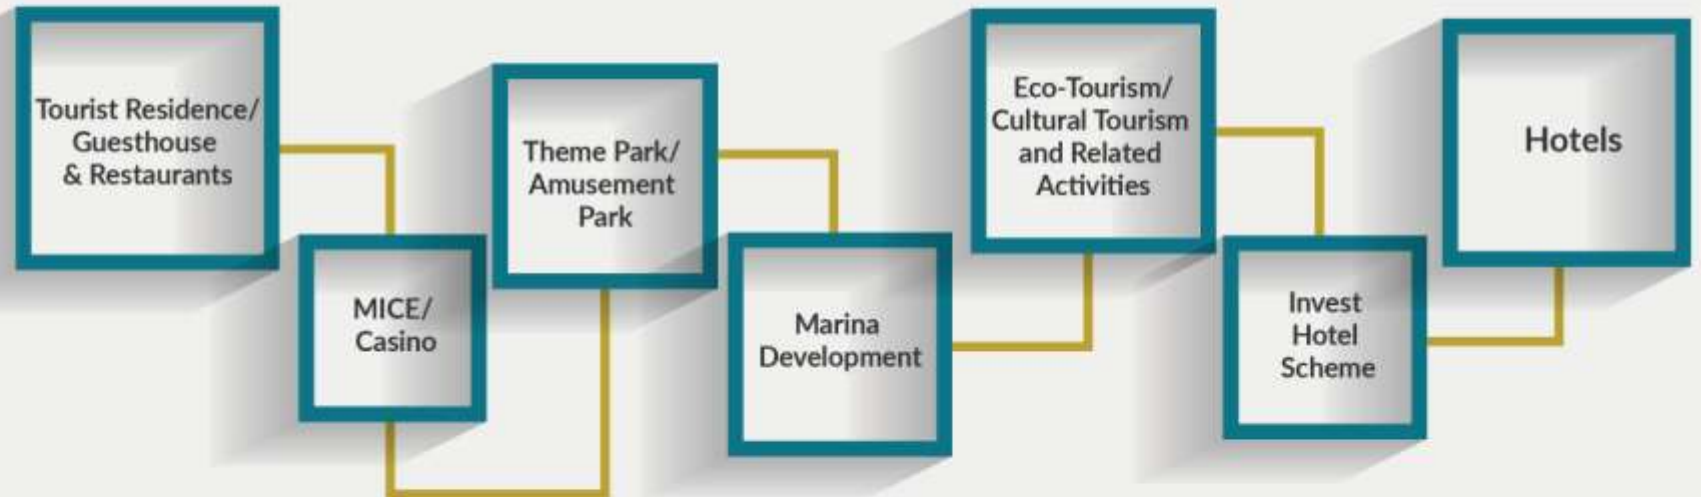 Tourist Residence/
Guesthouse
& Restaurants
MICE/
Casino
Theme Park/
Amusement
Park
Marina
Development
Eco-Tourism/
Cultural Tourism
and Related
Activities
Invest
Hotel
Scheme
Hotels